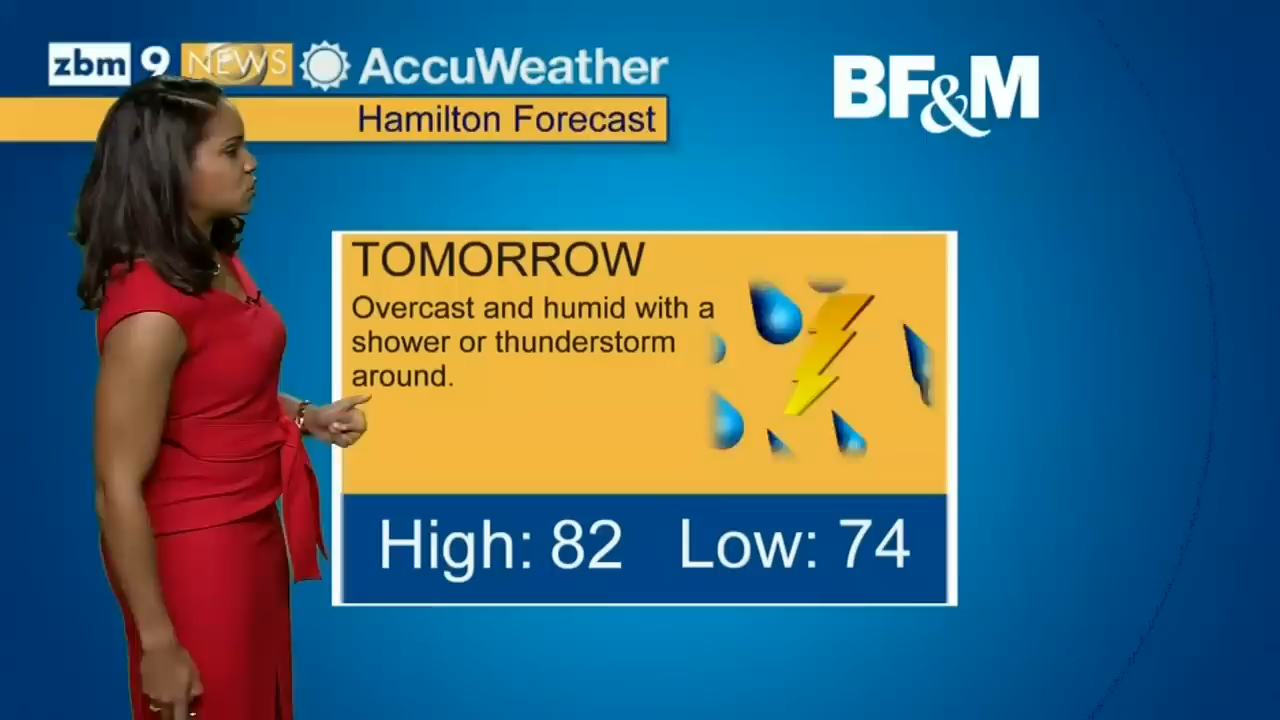 zbm 9 NEWS AccuWeather
BF&M
Hamilton Forecast
TOMORROW
Overcast and humid with a
shower or thunderstorm
around.
High: 82 Low: 74